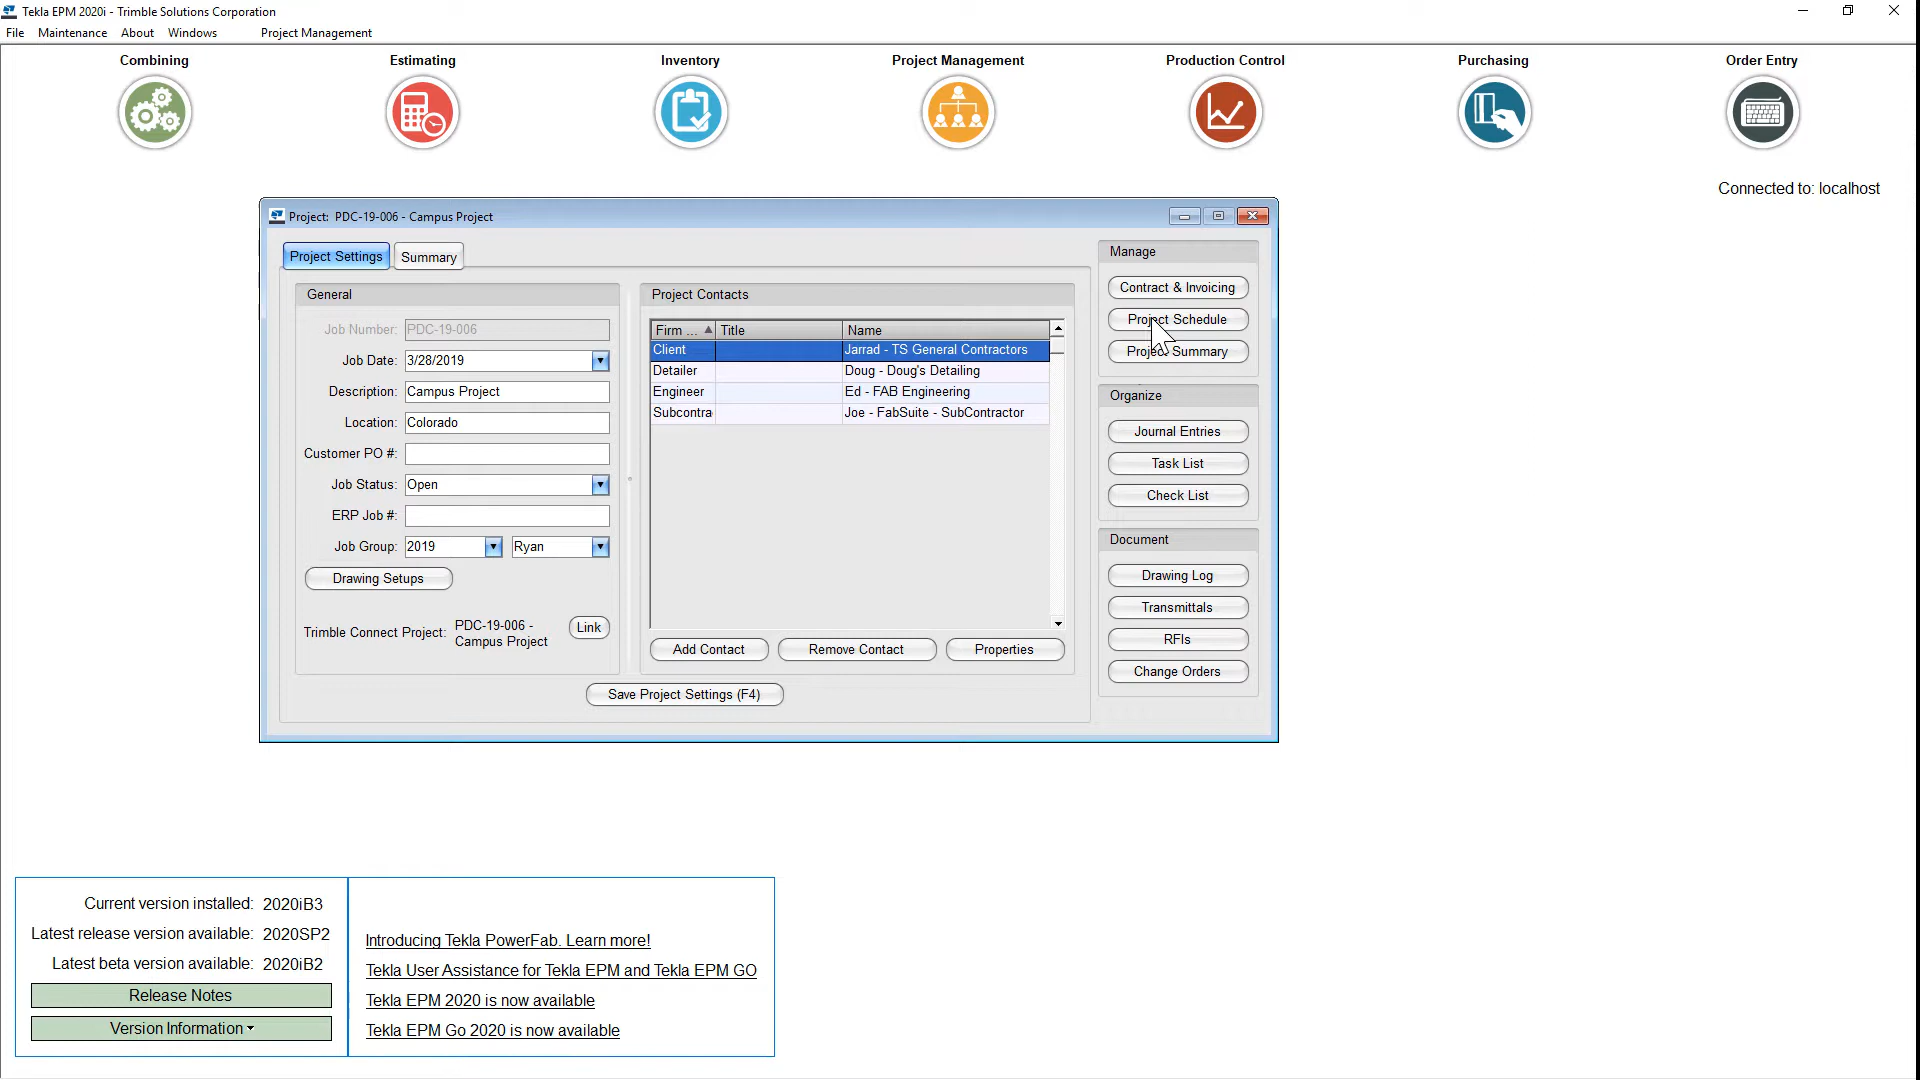 Tekla EPM 2020i - Trimble Solutions Corporation
File Maintenance About Windows Project Management
Combining Estimating Inventory Project Management Production Control Purchasing Order Entry
Connected to: localhost
Project: PDC-19-006 - Campus Project
Project Settings Summary
General
Job Number: PDC-19-006
Job Date: 3/28/2019
Description: Campus Project
Location: Colorado
Customer PO #:
Job Status: Open
ERP Job #:
Job Group: 2019 Ryan
Drawing Setups
Trimble Connect Project: PDC-19-006 -
Campus Project
Link
Project Contacts
Firm ... Title Name
Client Jarrad - TS General Contractors
Detailer Doug - Doug's Detailing
Engineer Ed - FAB Engineering
Subcontra Joe - FabSuite - SubContractor
Add Contact Remove Contact Properties
Save Project Settings (F4)
Manage
Contract & Invoicing
Project Schedule
Project Summary
Organize
Journal Entries
Task List
Check List
Document
Drawing Log
Transmittals
RFIs
Change Orders
Current version installed: 2020iB3
Latest release version available: 2020SP2
Latest beta version available: 2020iB2
Release Notes
Version Information
Introducing Tekla PowerFab. Learn more!
Tekla User Assistance for Tekla EPM and Tekla EPM GO
Tekla EPM 2020 is now available
Tekla EPM Go 2020 is now available